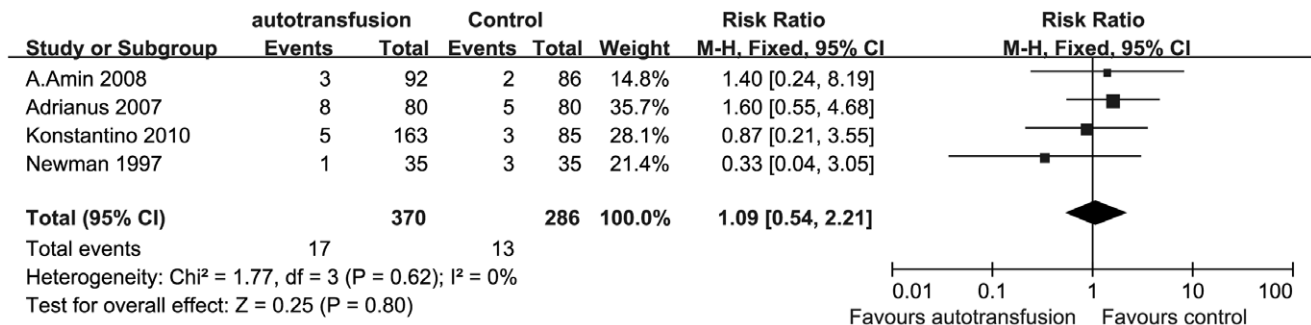 autotransfusion Control Risk Ratio Risk Ratio
Study or Subgroup Events Total Events Total Weight M-H, Fixed, 95% CI M-H, Fixed, 95% CI
A.Amin 2008 3 92 2 86 14.8% 1.40 [0.24, 8.19]
Adrianus 2007 8 80 5 80 35.7% 1.60 [0.55, 4.68]
Konstantino 2010 5 163 3 85 28.1% 0.87 [0.21, 3.55]
Newman 1997 1 35 3 35 21.4% 0.33 [0.04, 3.05]
Total (95% CI) 370 286 100.0% 1.09 [0.54, 2.21]
Total events 17 13
Heterogeneity: Chi² = 1.77, df = 3 (P = 0.62); I² = 0%
Test for overall effect: Z = 0.25 (P = 0.80)
0.01 0.1 1 10 100
Favours autotransfusion Favours control